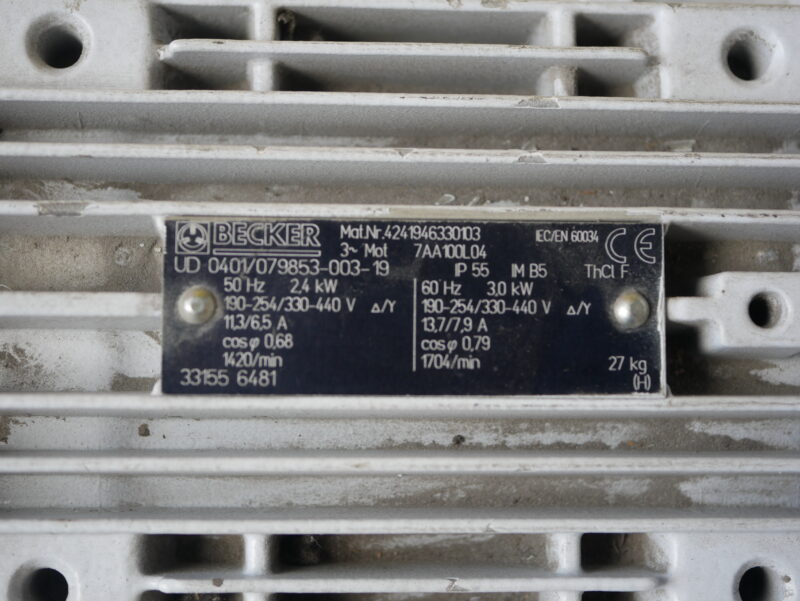 BECKER Mot.Nr.4241946330103 IEC/EN 60034 CE
3~ Mot 7AA100L04
UD 0401/079853-003-19 IP 55 IM B5 ThCl F
50 Hz 2,4 kW 60 Hz 3,0 kW
190-254/330-440 V Δ/Y 190-254/330-440 V Δ/Y
11,3/6,5 A 13,7/7,9 A
cos φ 0,68 cos φ 0,79
1420/min 1704/min 27 kg
33155 6481 (H)